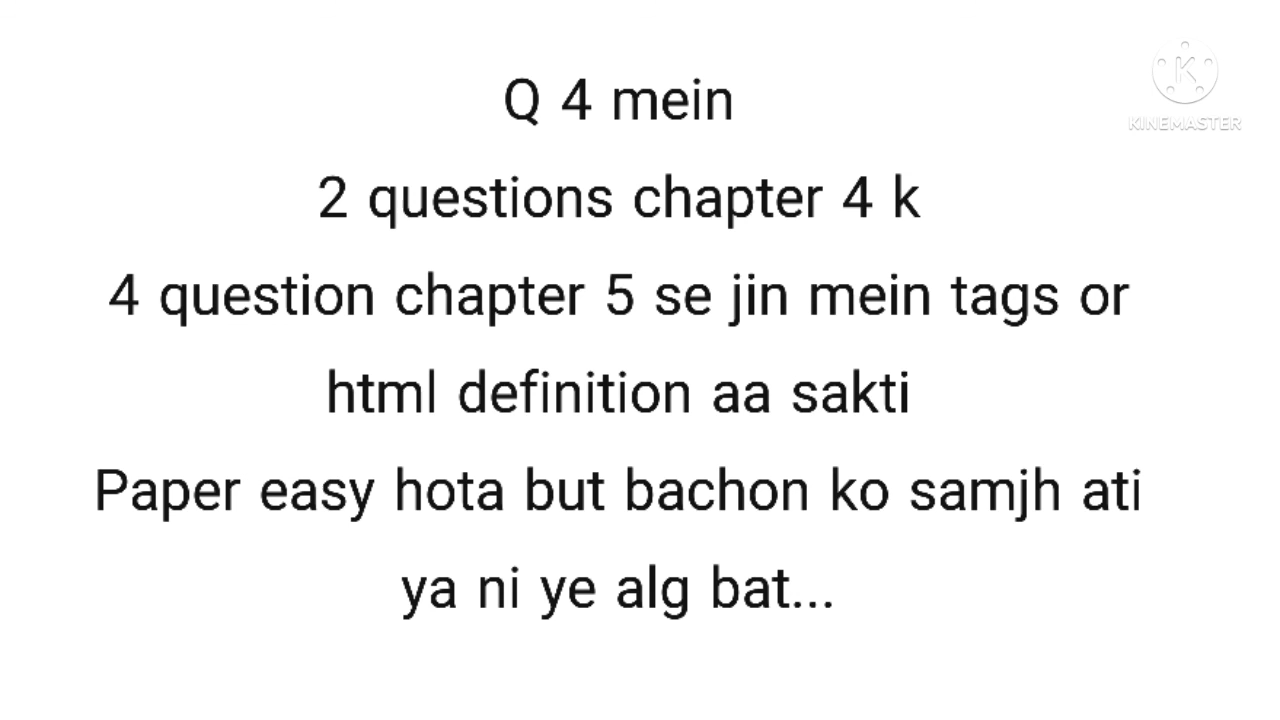 Q 4 mein
KINEMASTER
2 questions chapter 4 k
4 question chapter 5 se jin mein tags or
html definition aa sakti
Paper easy hota but bachon ko samjh ati
ya ni ye alg bat...